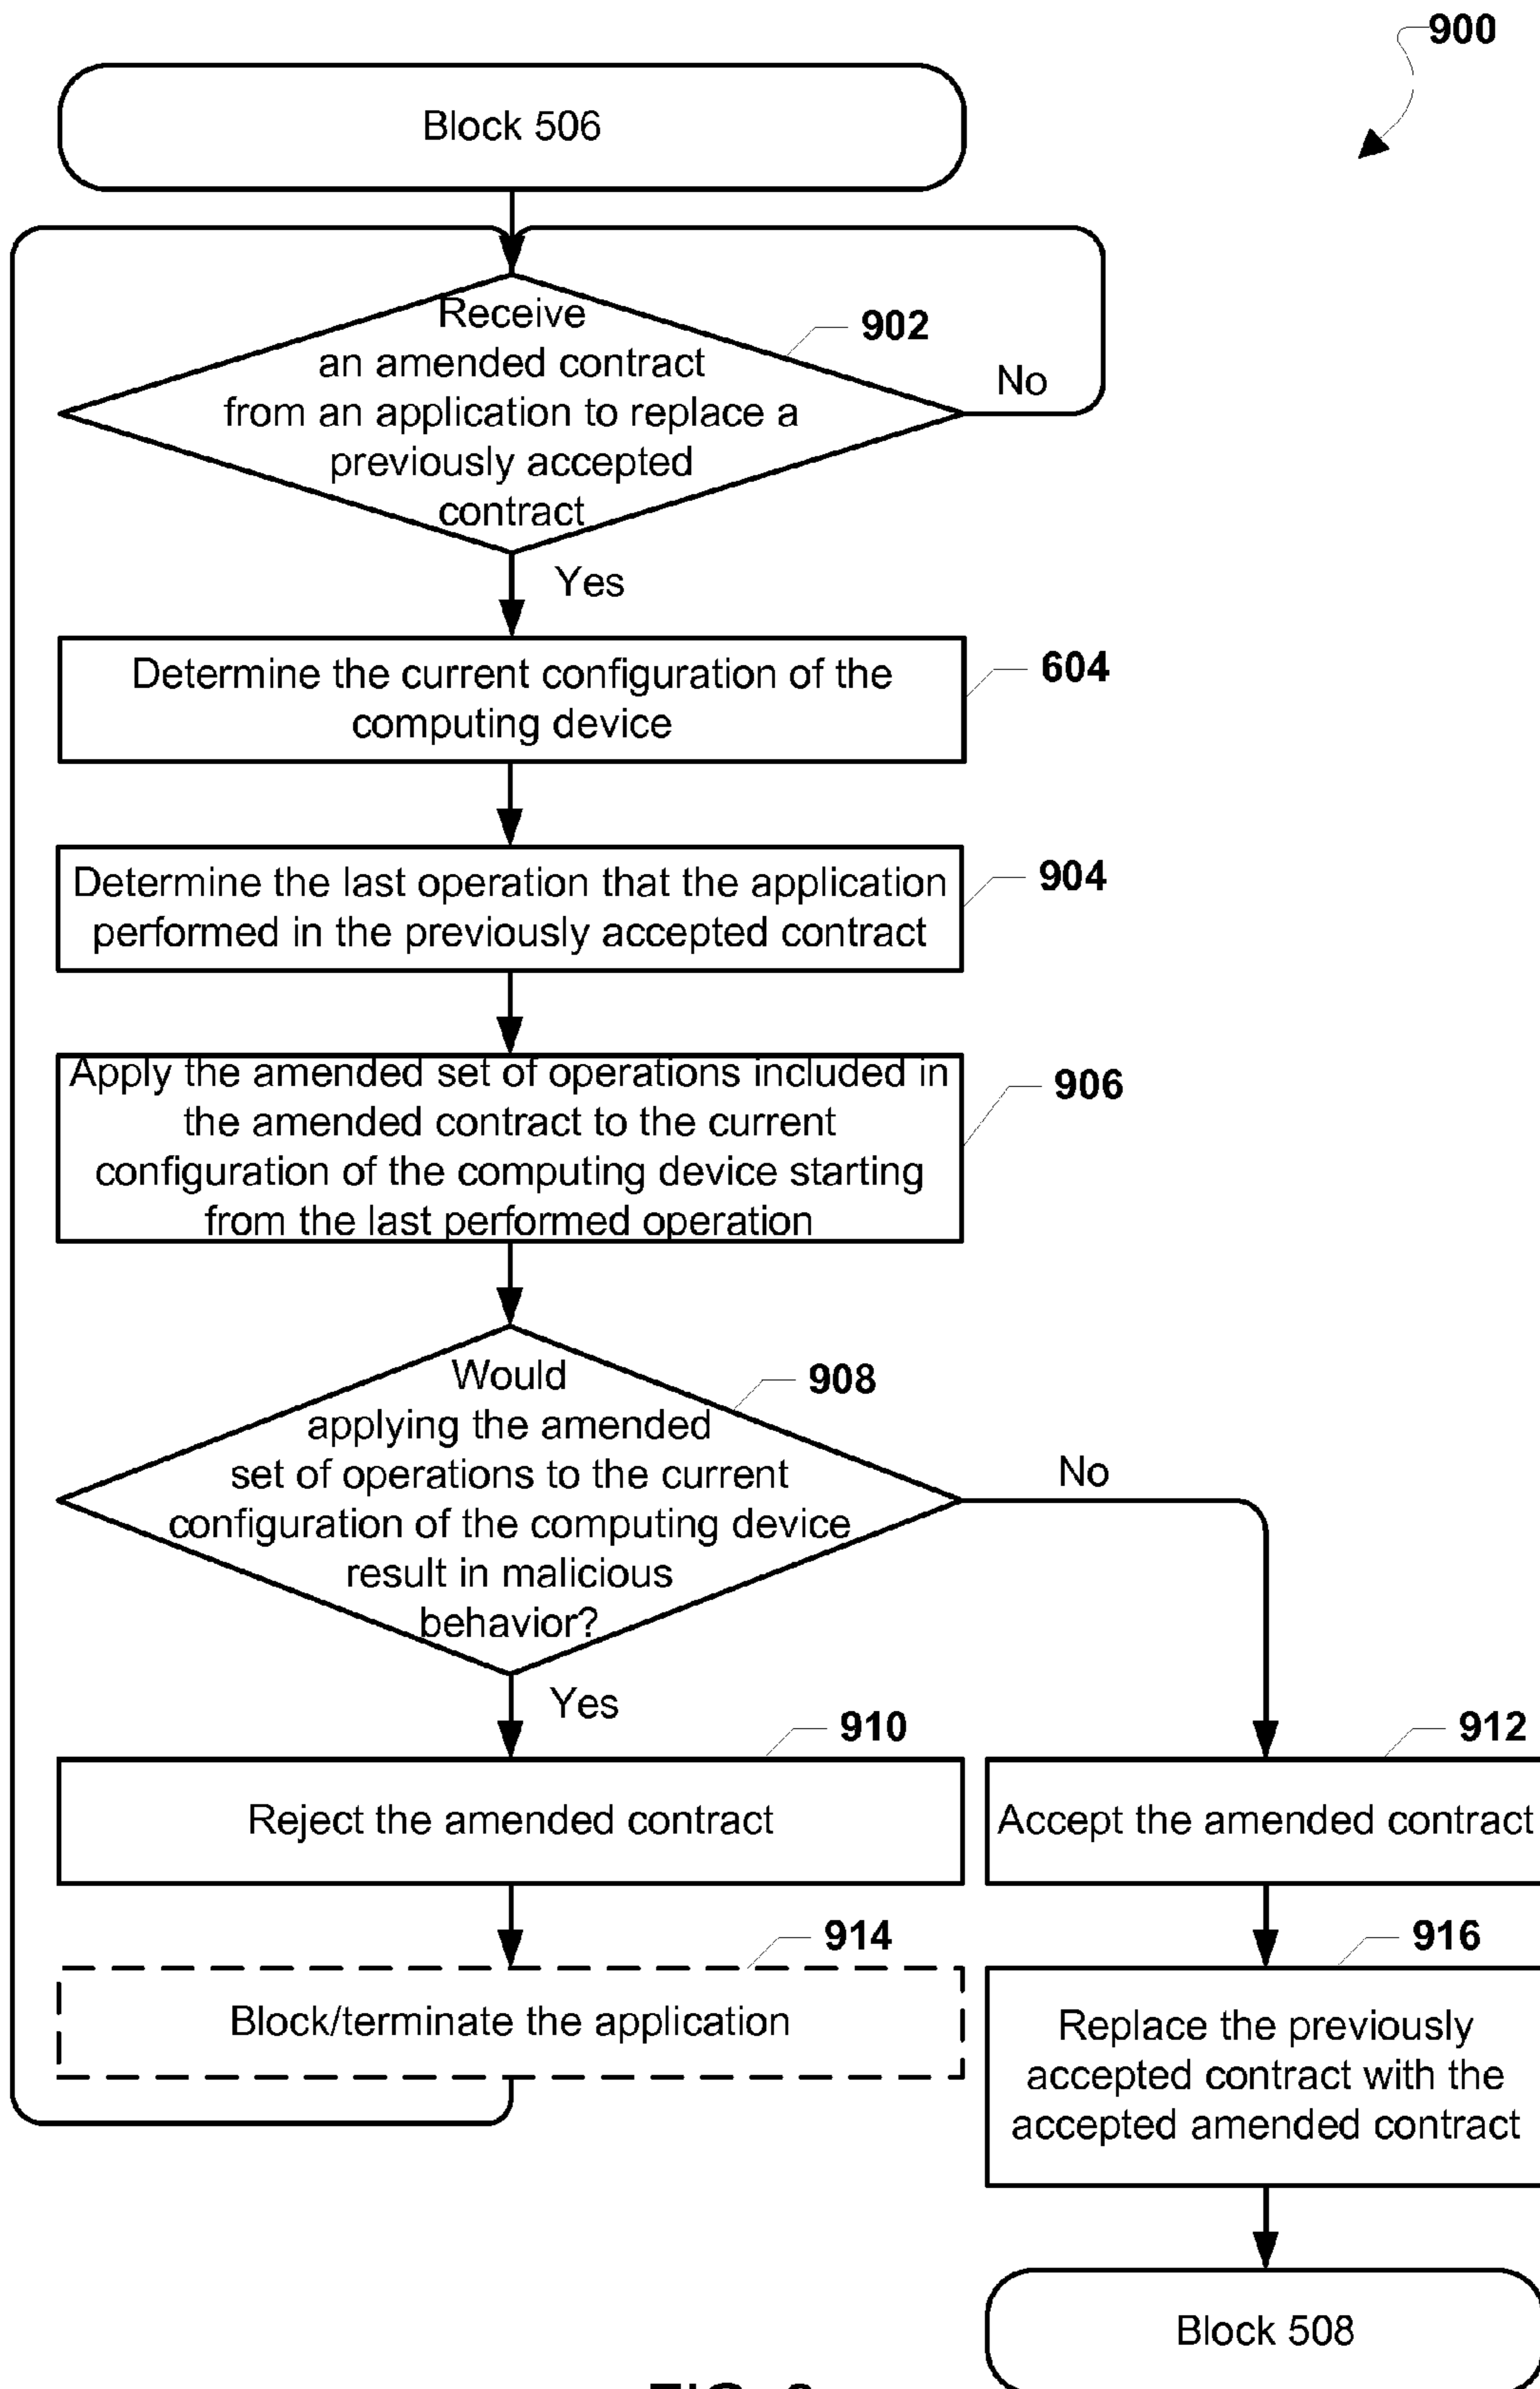 900
Block 506
Receive
an amended contract
from an application to replace a
previously accepted
contract
902
No
Yes
Determine the current configuration of the
computing device
604
Determine the last operation that the application
performed in the previously accepted contract
904
Apply the amended set of operations included in
the amended contract to the current
configuration of the computing device starting
from the last performed operation
906
Would
applying the amended
set of operations to the current
configuration of the computing device
result in malicious
behavior?
908
No
Yes
910
Reject the amended contract
912
Accept the amended contract
914
Block/terminate the application
916
Replace the previously
accepted contract with the
accepted amended contract
Block 508